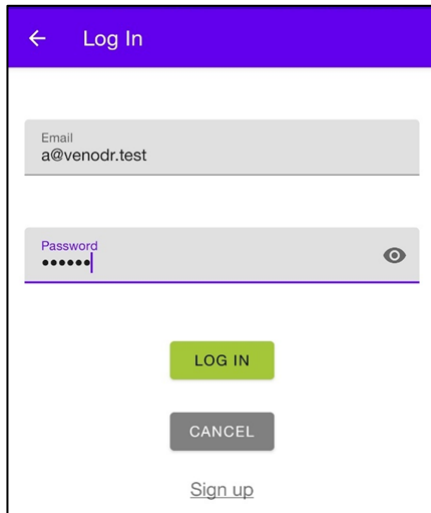 Log In
Email
a@venodr.test
Password
••••••
LOG IN
CANCEL
Sign up